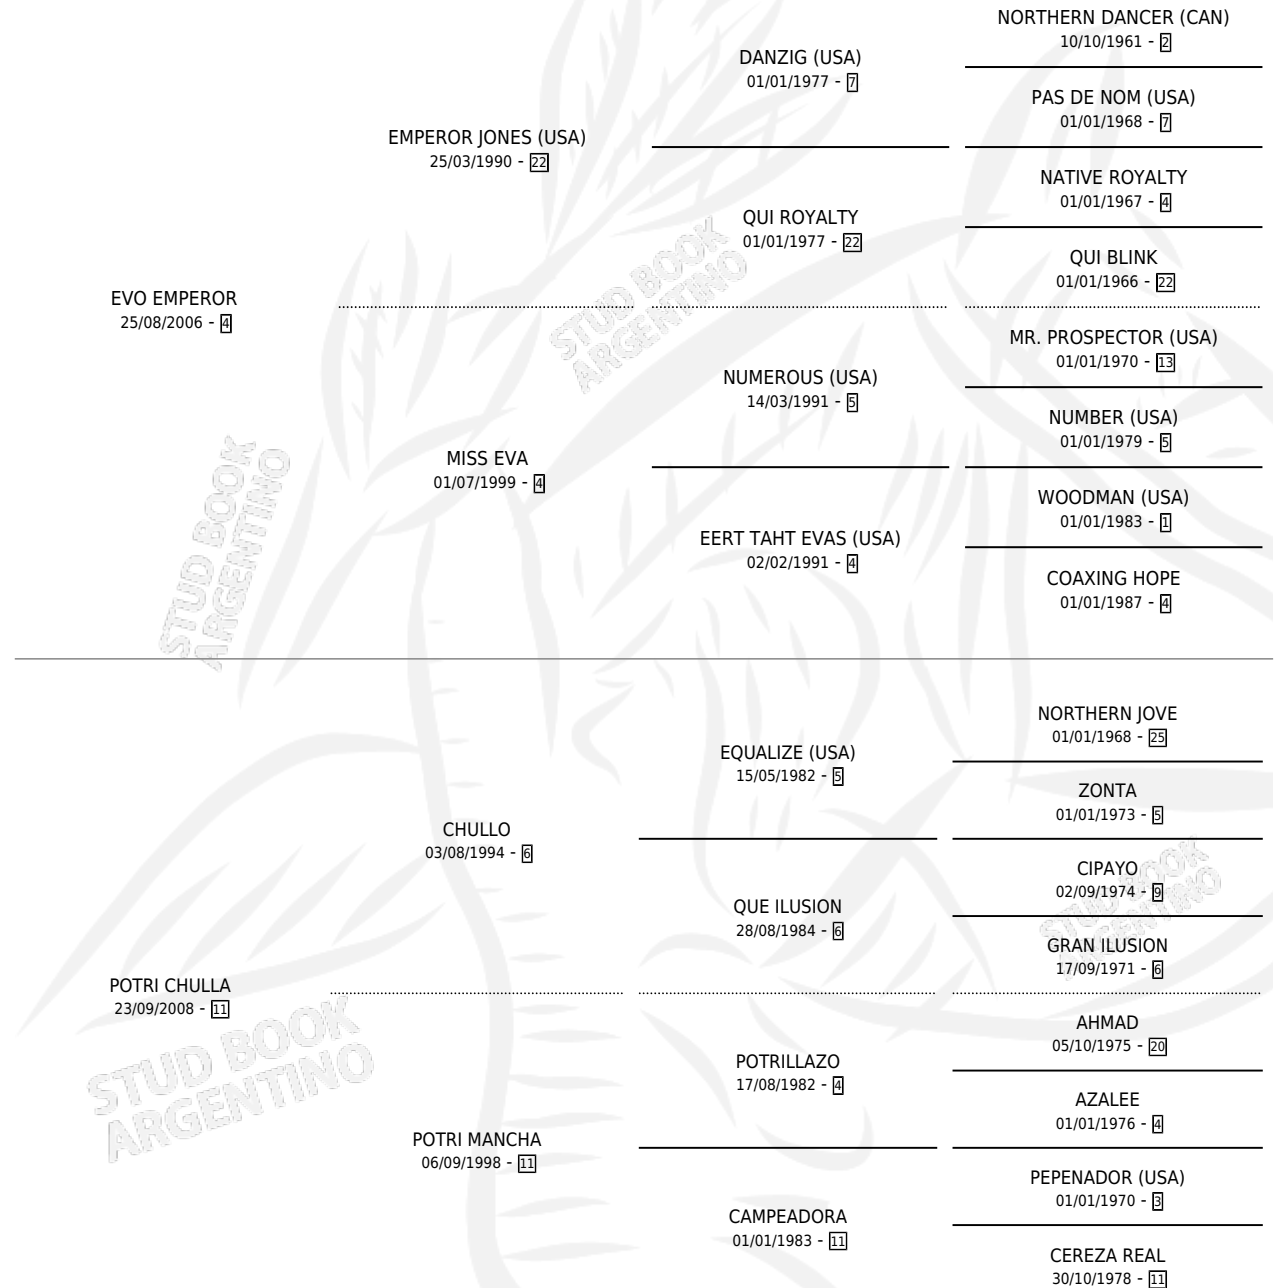 NORTHERN DANCER (CAN)
10/10/1961 - 2
DANZIG (USA)
01/01/1977 - 7
PAS DE NOM (USA)
01/01/1968 - 7
EMPEROR JONES (USA)
25/03/1990 - 22
NATIVE ROYALTY
01/01/1967 - 4
QUI ROYALTY
01/01/1977 - 22
QUI BLINK
01/01/1966 - 22
STUD BOOK
ARGENTINO
EVO EMPEROR
25/08/2006 - 4
MR. PROSPECTOR (USA)
01/01/1970 - 13
NUMEROUS (USA)
14/03/1991 - 5
NUMBER (USA)
01/01/1979 - 5
MISS EVA
01/07/1999 - 4
WOODMAN (USA)
01/01/1983 - 1
EERT TAHT EVAS (USA)
02/02/1991 - 4
COAXING HOPE
01/01/1987 - 4
STUD BOOK
ARGENTINO
NORTHERN JOVE
01/01/1968 - 25
EQUALIZE (USA)
15/05/1982 - 5
ZONTA
01/01/1973 - 5
CHULLO
03/08/1994 - 6
CIPAYO
02/09/1974 - 9
QUE ILUSION
28/08/1984 - 6
GRAN ILUSION
17/09/1971 - 6
STUD BOOK
ARGENTINO
POTRI CHULLA
23/09/2008 - 11
AHMAD
05/10/1975 - 20
POTRILLAZO
17/08/1982 - 4
AZALEE
01/01/1976 - 4
STUD BOOK
ARGENTINO
POTRI MANCHA
06/09/1998 - 11
PEPENADOR (USA)
01/01/1970 - 3
CAMPEADORA
01/01/1983 - 11
CEREZA REAL
30/10/1978 - 11